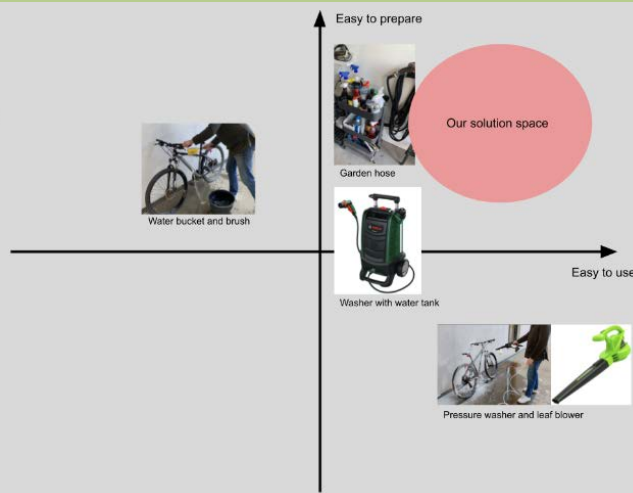 Easy to prepare
Our solution space
Garden hose
Water bucket and brush
Easy to use
Washer with water tank
Pressure washer and leaf blower